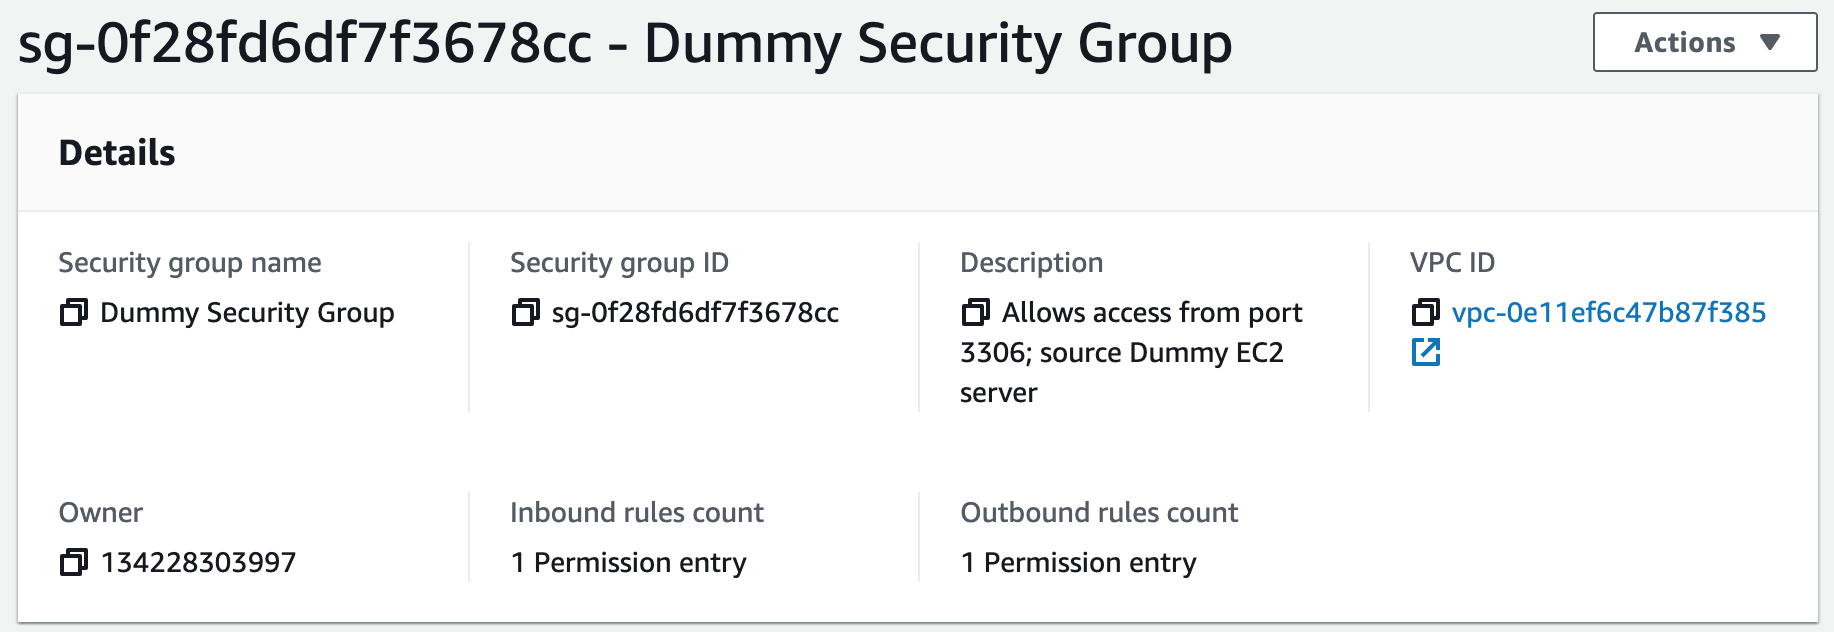 sg-0f28fd6df7f3678cc - Dummy Security Group
Actions
Details
Security group name
Dummy Security Group
Security group ID
sg-0f28fd6df7f3678cc
Description
Allows access from port
3306; source Dummy EC2
server
VPC ID
vpc-0e11ef6c47b87f385
Owner
134228303997
Inbound rules count
1 Permission entry
Outbound rules count
1 Permission entry